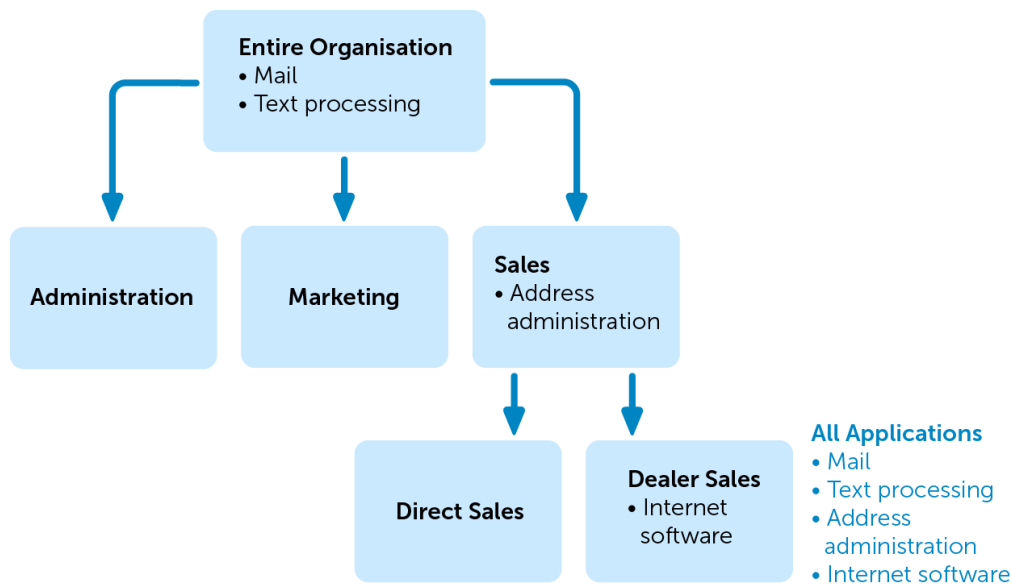 Entire Organisation
• Mail
• Text processing
Administration
Marketing
Sales
• Address
administration
Direct Sales
Dealer Sales
• Internet
software
All Applications
• Mail
• Text processing
• Address
administration
• Internet software